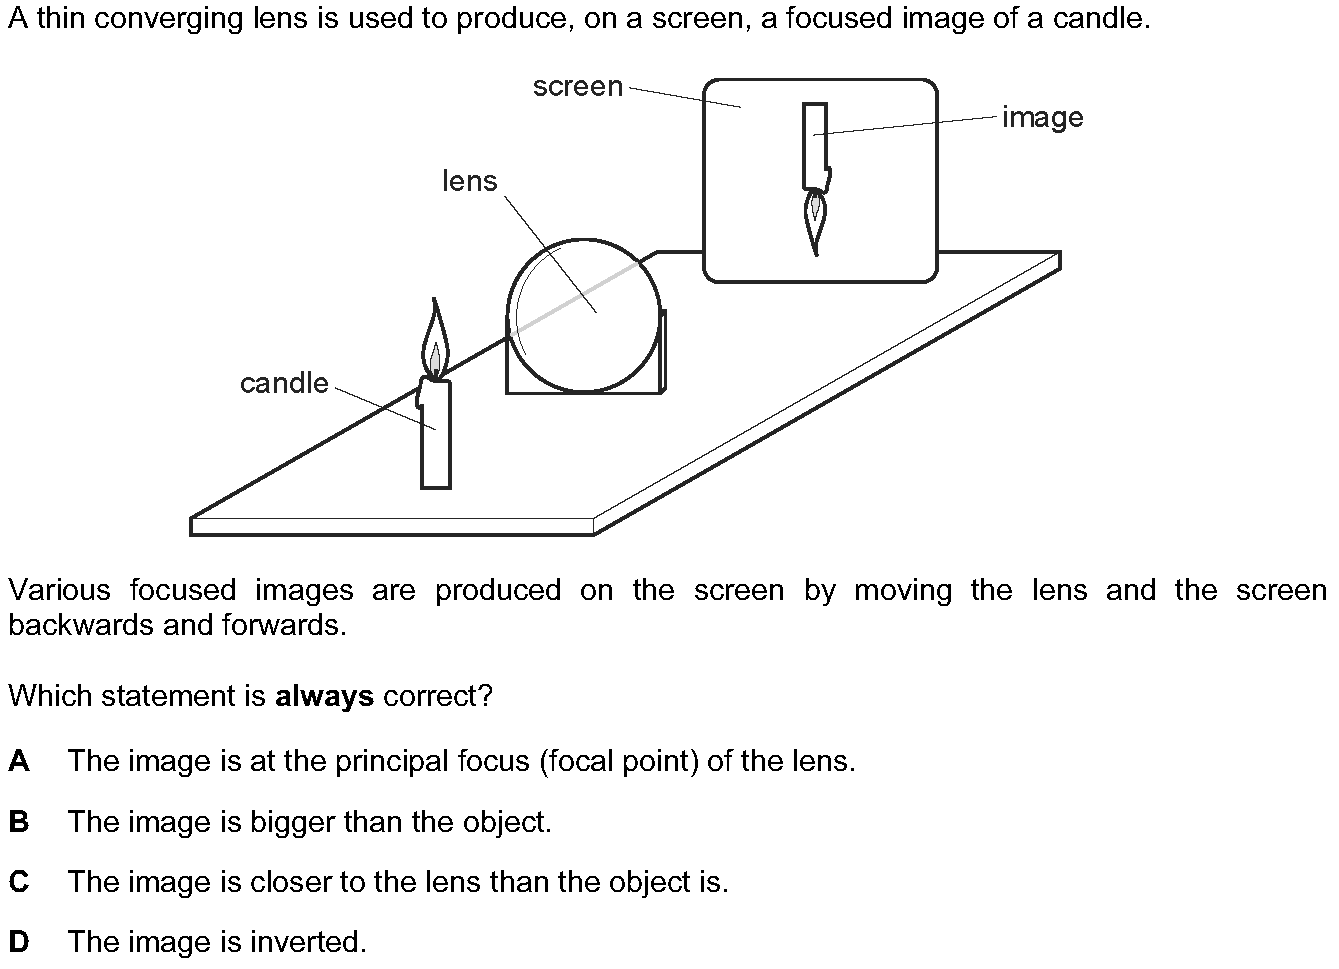 A thin converging lens is used to produce, on a screen, a focused image of a candle.
screen
image
lens
candle
Various focused images are produced on the screen by moving the lens and the screen
backwards and forwards.
Which statement is always correct?
A The image is at the principal focus (focal point) of the lens.
B The image is bigger than the object.
C The image is closer to the lens than the object is.
D The image is inverted.